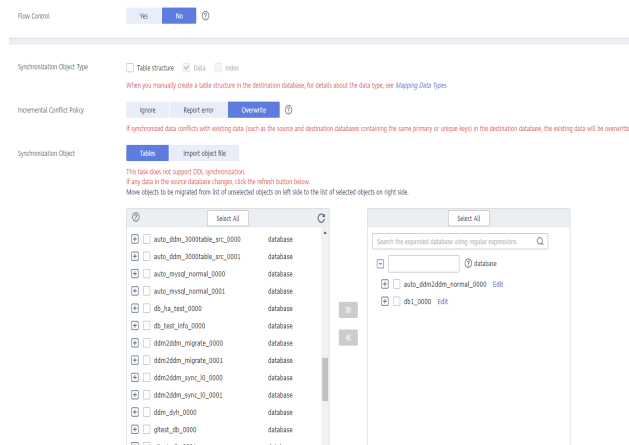 Flow Control
Yes
No
Synchronization Object Type
Table structure
Data
Index
When you manually create a table structure in the destination database, for details about the data type, see Mapping Data Types.
Incremental Conflict Policy
Ignore
Report error
Overwrite
If synchronized data conflicts with existing data (such as the source and destination databases containing the same primary or unique keys) in the destination database, the existing data will be overwritte
Synchronization Object
Tables
Import object file
This task does not support DDL synchronization.
If any data in the source database changes, click the refresh button below.
Move objects to be migrated from list of unselected objects on left side to the list of selected objects on right side.
Select All
auto_ddm_3000table_src_0000 database
auto_ddm_3000table_src_0001 database
auto_mysql_normal_0000 database
auto_mysql_normal_0001 database
db_ha_test_0000 database
db_test_info_0000 database
ddm2ddm_migrate_0000 database
ddm2ddm_migrate_0001 database
ddm2ddm_sync_l0_0000 database
ddm2ddm_sync_l0_0001 database
ddm_dyh_0000 database
gltest_db_0000 database
Select All
Search the expanded database using regular expressions.
database
auto_ddm2ddm_normal_0000 Edit
db1_0000 Edit